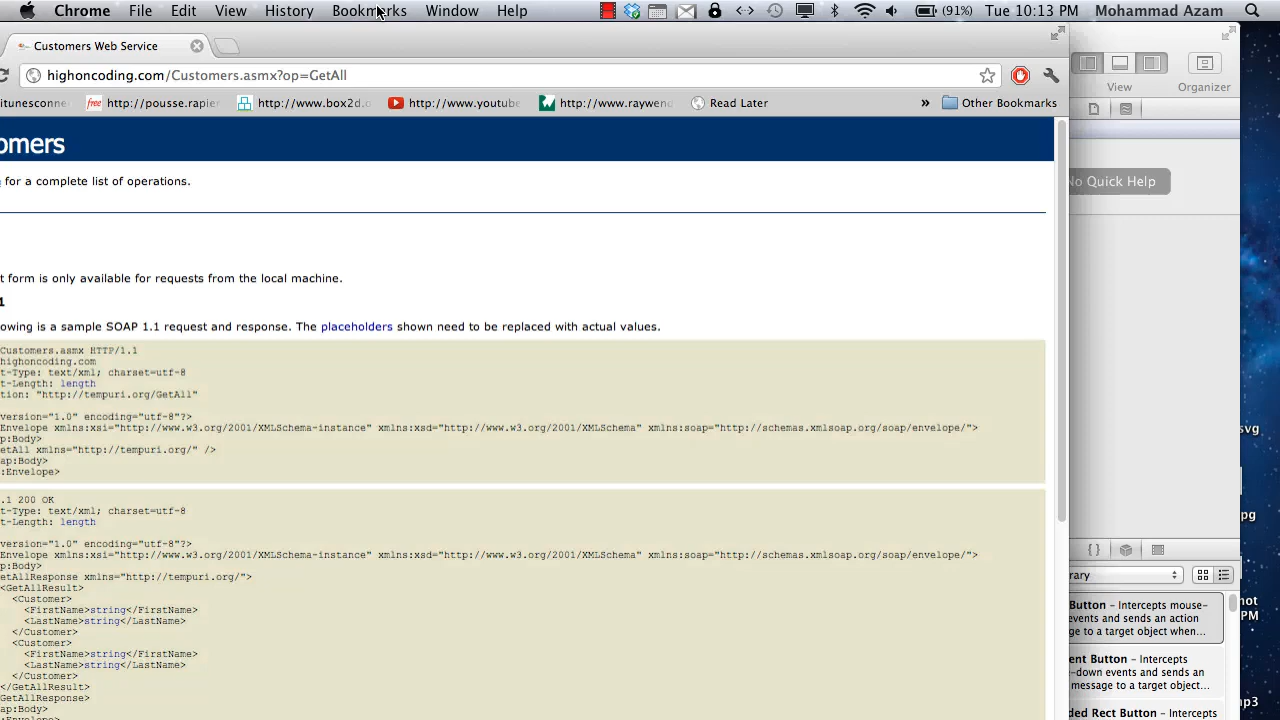 Chrome File Edit View History Bookmarks Window Help (91%) Tue 10:13 PM Mohammad Azam
Customers Web Service
highoncoding.com/Customers.asmx?op=GetAll
itunesconne http://pousse.rapier http://www.box2d.o http://www.youtube http://www.raywend Read Later » Other Bookmarks
View Organizer
omers
No Quick Help
for a complete list of operations.
t form is only available for requests from the local machine.
1
owing is a sample SOAP 1.1 request and response. The placeholders shown need to be replaced with actual values.
Customers.asmx HTTP/1.1
highoncoding.com
t-Type: text/xml; charset=utf-8
t-Length: length
tion: "http://tempuri.org/GetAll"
version="1.0" encoding="utf-8"?>
Envelope xmlns:xsi="http://www.w3.org/2001/XMLSchema-instance" xmlns:xsd="http://www.w3.org/2001/XMLSchema" xmlns:soap="http://schemas.xmlsoap.org/soap/envelope/">
p:Body>
etAll xmlns="http://tempuri.org/" />
ap:Body>
:Envelope>
.1 200 OK
t-Type: text/xml; charset=utf-8
t-Length: length
version="1.0" encoding="utf-8"?>
Envelope xmlns:xsi="http://www.w3.org/2001/XMLSchema-instance" xmlns:xsd="http://www.w3.org/2001/XMLSchema" xmlns:soap="http://schemas.xmlsoap.org/soap/envelope/">
p:Body>
etAllResponse xmlns="http://tempuri.org/">
<GetAllResult>
<Customer>
<FirstName>string</FirstName>
<LastName>string</LastName>
</Customer>
<Customer>
<FirstName>string</FirstName>
<LastName>string</LastName>
</Customer>
</GetAllResult>
GetAllResponse>
ap:Body>
:Envelope>
svg
pg
{ }
rary
Button – Intercepts mouse-
events and sends an action
ge to a target object when...
ent Button – Intercepts
-down events and sends an
message to a target object...
ded Rect Button – Intercepts
not
PM
mp3